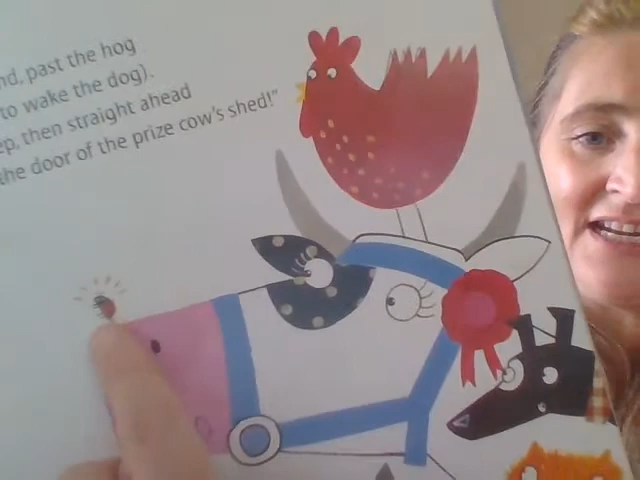 nd, past the hog
to wake the dog).
ep, then straight ahead
the door of the prize cow's shed!"